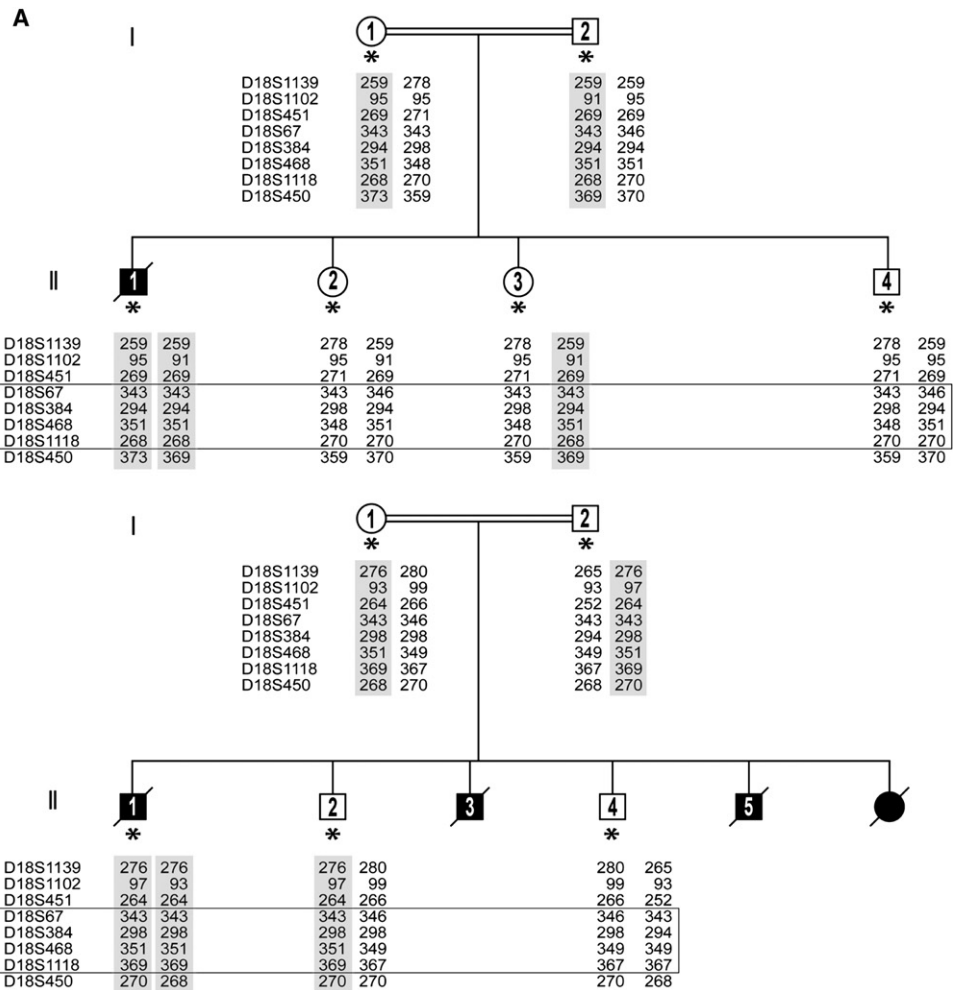 A
I
1 2
* *
D18S1139 259 278 259 259
D18S1102 95 95 91 95
D18S451 269 271 269 269
D18S67 343 343 343 346
D18S384 294 298 294 294
D18S468 351 348 351 351
D18S1118 268 270 268 270
D18S450 373 359 369 370
II
1 2 3 4
* * * *
D18S1139 259 259 278 259 278 259 278 259
D18S1102 95 91 95 91 95 91 95 95
D18S451 269 269 271 269 271 269 271 269
D18S67 343 343 343 346 343 343 343 346
D18S384 294 294 298 294 298 294 298 294
D18S468 351 351 348 351 348 351 348 351
D18S1118 268 268 270 270 270 268 270 270
D18S450 373 369 359 370 359 369 359 370
I
1 2
* *
D18S1139 276 280 265 276
D18S1102 93 99 93 97
D18S451 264 266 252 264
D18S67 343 346 343 343
D18S384 298 298 294 298
D18S468 351 349 349 351
D18S1118 369 367 367 369
D18S450 268 270 268 270
II
1 2 3 4 5
* * *
D18S1139 276 276 276 280 280 265
D18S1102 97 93 97 99 99 93
D18S451 264 264 264 266 266 252
D18S67 343 343 343 346 346 343
D18S384 298 298 298 298 298 294
D18S468 351 351 351 349 349 349
D18S1118 369 369 369 367 367 367
D18S450 270 268 270 270 270 268